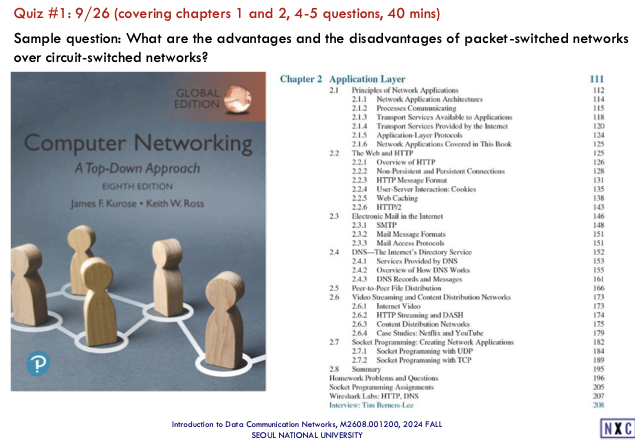 Quiz #1: 9/26 (covering chapters 1 and 2, 4-5 questions, 40 mins)
Sample question: What are the advantages and the disadvantages of packet-switched networks
over circuit-switched networks?
GLOBAL
EDITION
Computer Networking
A Top-Down Approach
EIGHTH EDITION
James F. Kurose • Keith W. Ross
P
Chapter 2 Application Layer 111
2.1 Principles of Network Applications 112
2.1.1 Network Application Architectures 114
2.1.2 Processes Communicating 115
2.1.3 Transport Services Available to Applications 118
2.1.4 Transport Services Provided by the Internet 120
2.1.5 Application-Layer Protocols 124
2.1.6 Network Applications Covered in This Book 125
2.2 The Web and HTTP 125
2.2.1 Overview of HTTP 126
2.2.2 Non-Persistent and Persistent Connections 128
2.2.3 HTTP Message Format 131
2.2.4 User-Server Interaction: Cookies 135
2.2.5 Web Caching 138
2.2.6 HTTP/2 143
2.3 Electronic Mail in the Internet 146
2.3.1 SMTP 148
2.3.2 Mail Message Formats 151
2.3.3 Mail Access Protocols 151
2.4 DNS—The Internet's Directory Service 152
2.4.1 Services Provided by DNS 153
2.4.2 Overview of How DNS Works 155
2.4.3 DNS Records and Messages 161
2.5 Peer-to-Peer File Distribution 166
2.6 Video Streaming and Content Distribution Networks 173
2.6.1 Internet Video 173
2.6.2 HTTP Streaming and DASH 174
2.6.3 Content Distribution Networks 175
2.6.4 Case Studies: Netflix and YouTube 179
2.7 Socket Programming: Creating Network Applications 182
2.7.1 Socket Programming with UDP 184
2.7.2 Socket Programming with TCP 189
2.8 Summary 195
Homework Problems and Questions 196
Socket Programming Assignments 205
Wireshark Labs: HTTP, DNS 207
Interview: Tim Berners-Lee 208
Introduction to Data Communication Networks, M2608.001200, 2024 FALL
SEOUL NATIONAL UNIVERSITY
NXC